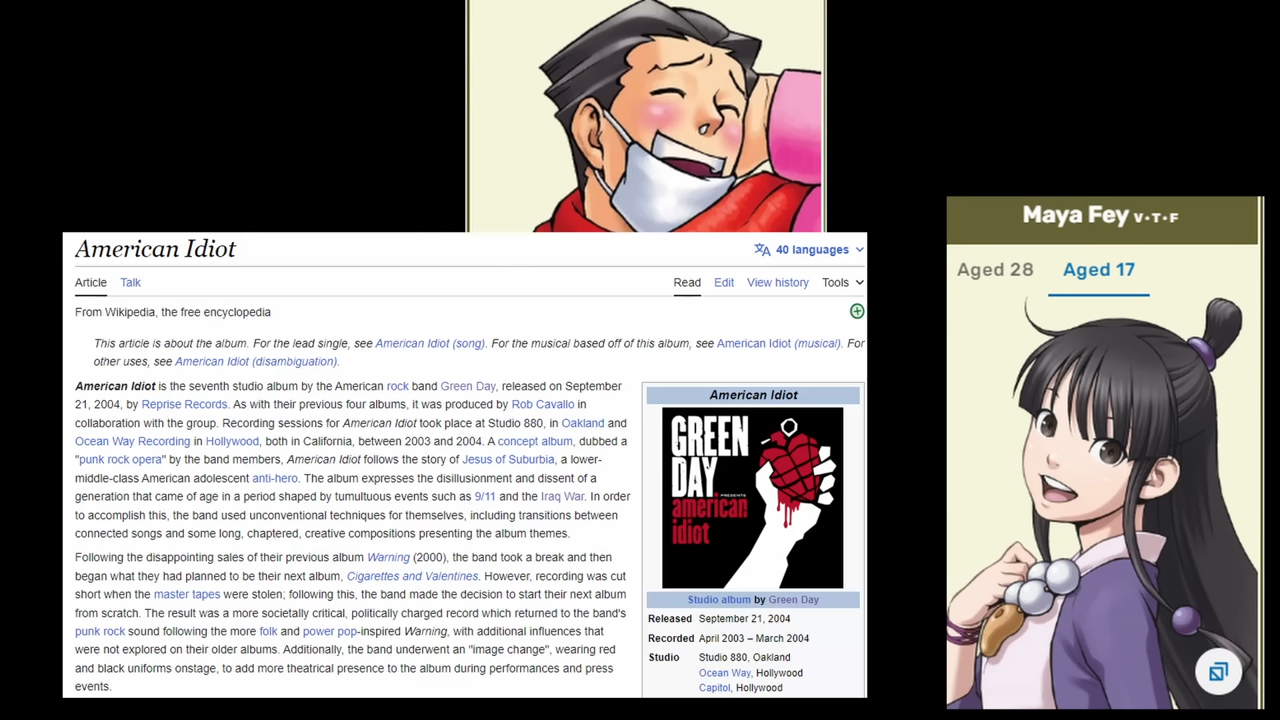 American Idiot
40 languages
Article Talk Read Edit View history Tools
From Wikipedia, the free encyclopedia
This article is about the album. For the lead single, see American Idiot (song). For the musical based off of this album, see American Idiot (musical). For
other uses, see American Idiot (disambiguation).
American Idiot is the seventh studio album by the American rock band Green Day, released on September
21, 2004, by Reprise Records. As with their previous four albums, it was produced by Rob Cavallo in
collaboration with the group. Recording sessions for American Idiot took place at Studio 880, in Oakland and
Ocean Way Recording in Hollywood, both in California, between 2003 and 2004. A concept album, dubbed a
"punk rock opera" by the band members, American Idiot follows the story of Jesus of Suburbia, a lower-
middle-class American adolescent anti-hero. The album expresses the disillusionment and dissent of a
generation that came of age in a period shaped by tumultuous events such as 9/11 and the Iraq War. In order
to accomplish this, the band used unconventional techniques for themselves, including transitions between
connected songs and some long, chaptered, creative compositions presenting the album themes.
Following the disappointing sales of their previous album Warning (2000), the band took a break and then
began what they had planned to be their next album, Cigarettes and Valentines. However, recording was cut
short when the master tapes were stolen; following this, the band made the decision to start their next album
from scratch. The result was a more societally critical, politically charged record which returned to the band's
punk rock sound following the more folk and power pop-inspired Warning, with additional influences that
were not explored on their older albums. Additionally, the band underwent an "image change", wearing red
and black uniforms onstage, to add more theatrical presence to the album during performances and press
events.
American Idiot
GREEN
DAY.
PRESENTS
american
idiot
Studio album by Green Day
Released September 21, 2004
Recorded April 2003 – March 2004
Studio Studio 880, Oakland
Ocean Way, Hollywood
Capitol, Hollywood
Maya Fey V·T·F
Aged 28 Aged 17